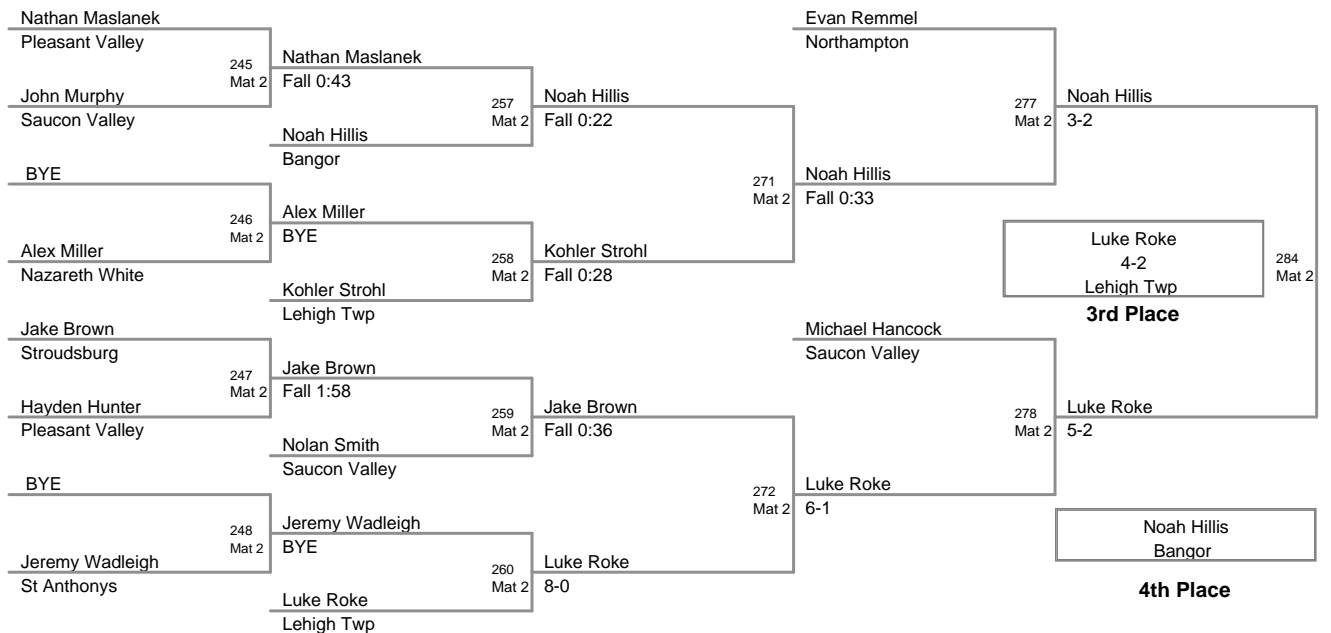 Nathan Maslanek
Pleasant Valley
245
Mat 2
Nathan Maslanek
Fall 0:43
John Murphy
Saucon Valley
257
Mat 2
Noah Hillis
Fall 0:22
Noah Hillis
Bangor
BYE
246
Mat 2
Alex Miller
BYE
Alex Miller
Nazareth White
258
Mat 2
Kohler Strohl
Fall 0:28
Kohler Strohl
Lehigh Twp
271
Mat 2
Noah Hillis
Fall 0:33
Evan Remmel
Northampton
277
Mat 2
Noah Hillis
3-2
Jake Brown
Stroudsburg
247
Mat 2
Jake Brown
Fall 1:58
Hayden Hunter
Pleasant Valley
259
Mat 2
Jake Brown
Fall 0:36
Nolan Smith
Saucon Valley
BYE
248
Mat 2
Jeremy Wadleigh
BYE
Jeremy Wadleigh
St Anthonys
260
Mat 2
Luke Roke
8-0
Luke Roke
Lehigh Twp
272
Mat 2
Luke Roke
6-1
Michael Hancock
Saucon Valley
278
Mat 2
Luke Roke
5-2
284
Mat 2
Luke Roke
4-2
Lehigh Twp
3rd Place
Noah Hillis
Bangor
4th Place